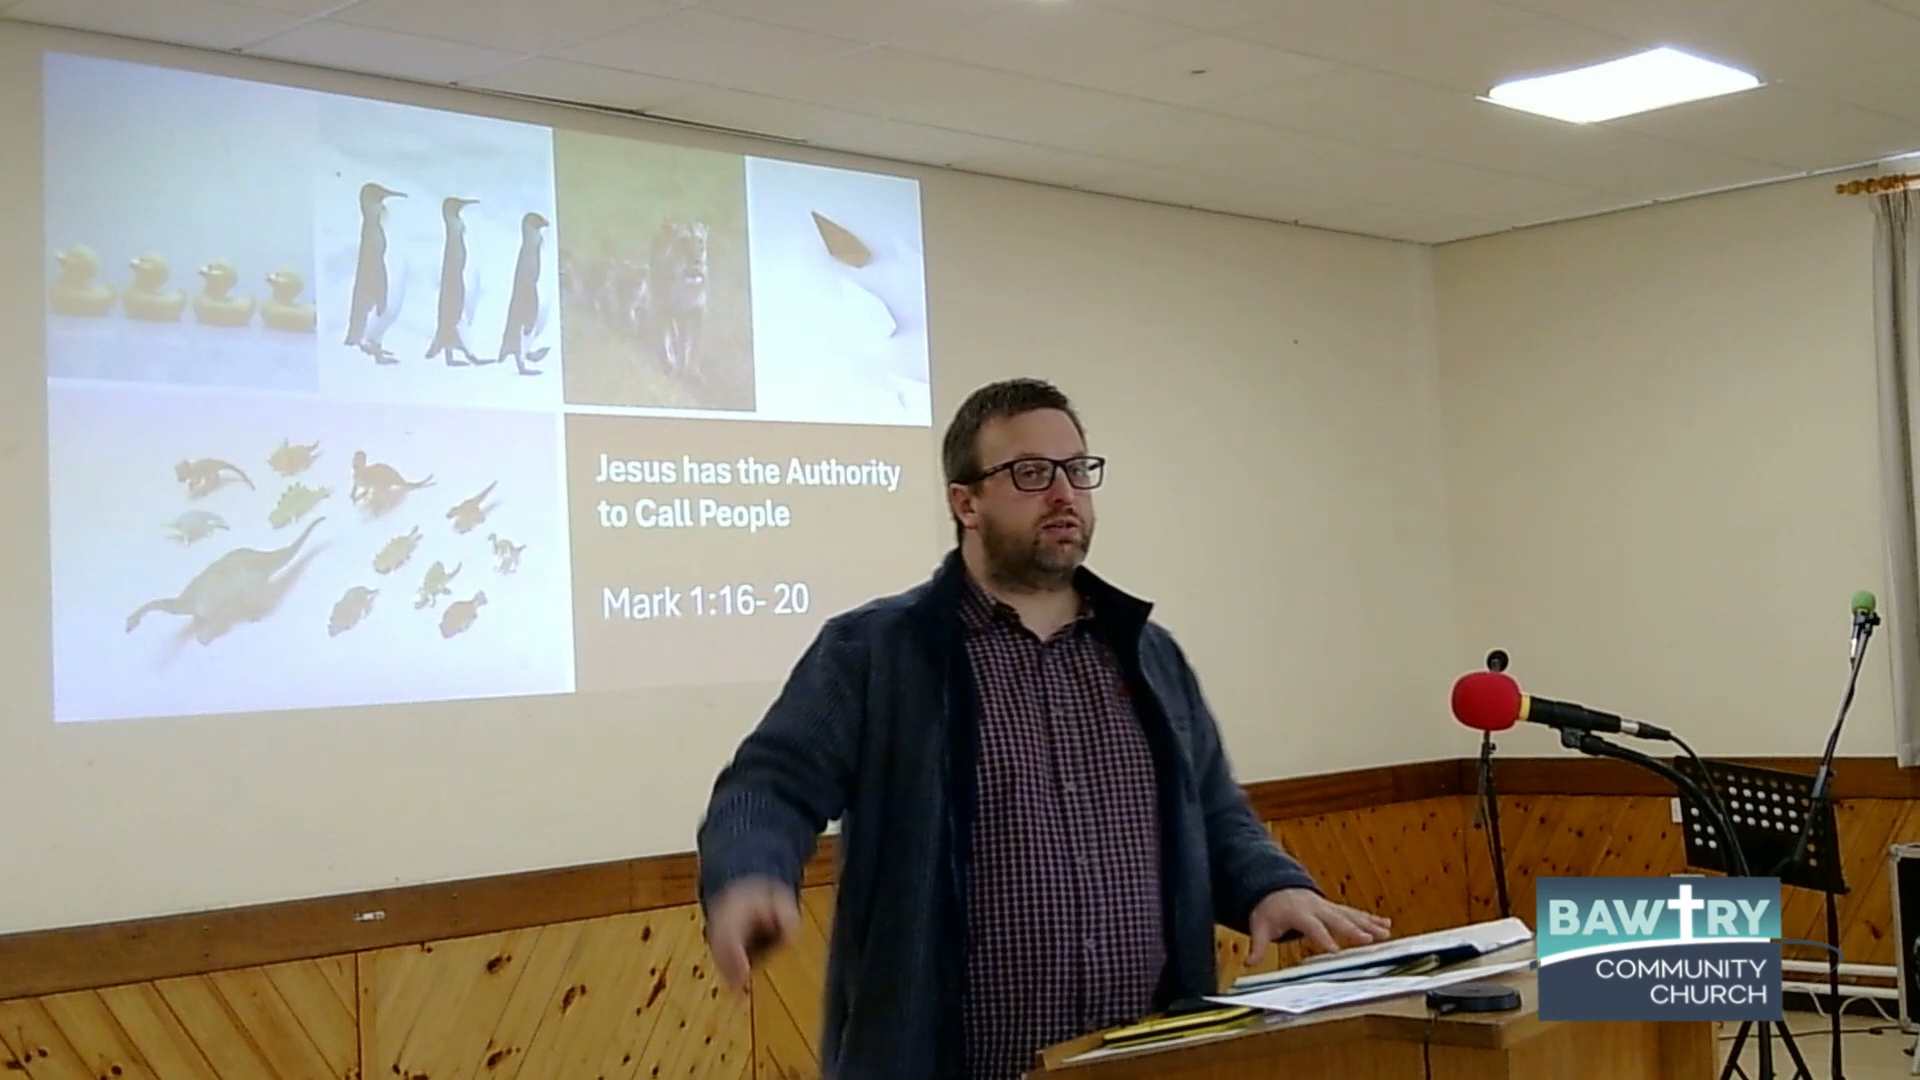 Jesus has the Authority
to Call People
Mark 1:16- 20
BAWTRY
COMMUNITY
CHURCH